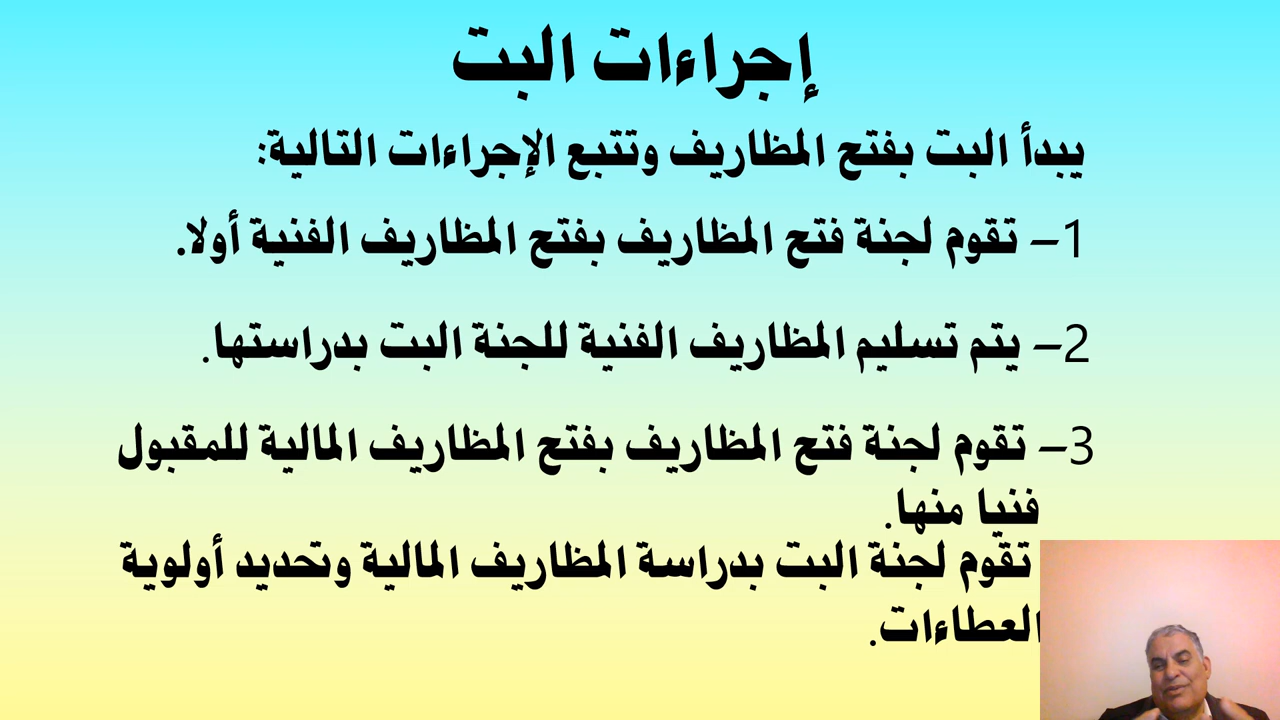 إجراءات البت
يبدأ البت بفتح المظاريف وتتبع الإجراءات التالية:
1– تقوم لجنة فتح المظاريف بفتح المظاريف الفنية أولا.
2– يتم تسليم المظاريف الفنية للجنة البت بدراستها.
3– تقوم لجنة فتح المظاريف بفتح المظاريف المالية للمقبول
فنيا منها.
تقوم لجنة البت بدراسة المظاريف المالية وتحديد أولوية
العطاءات.